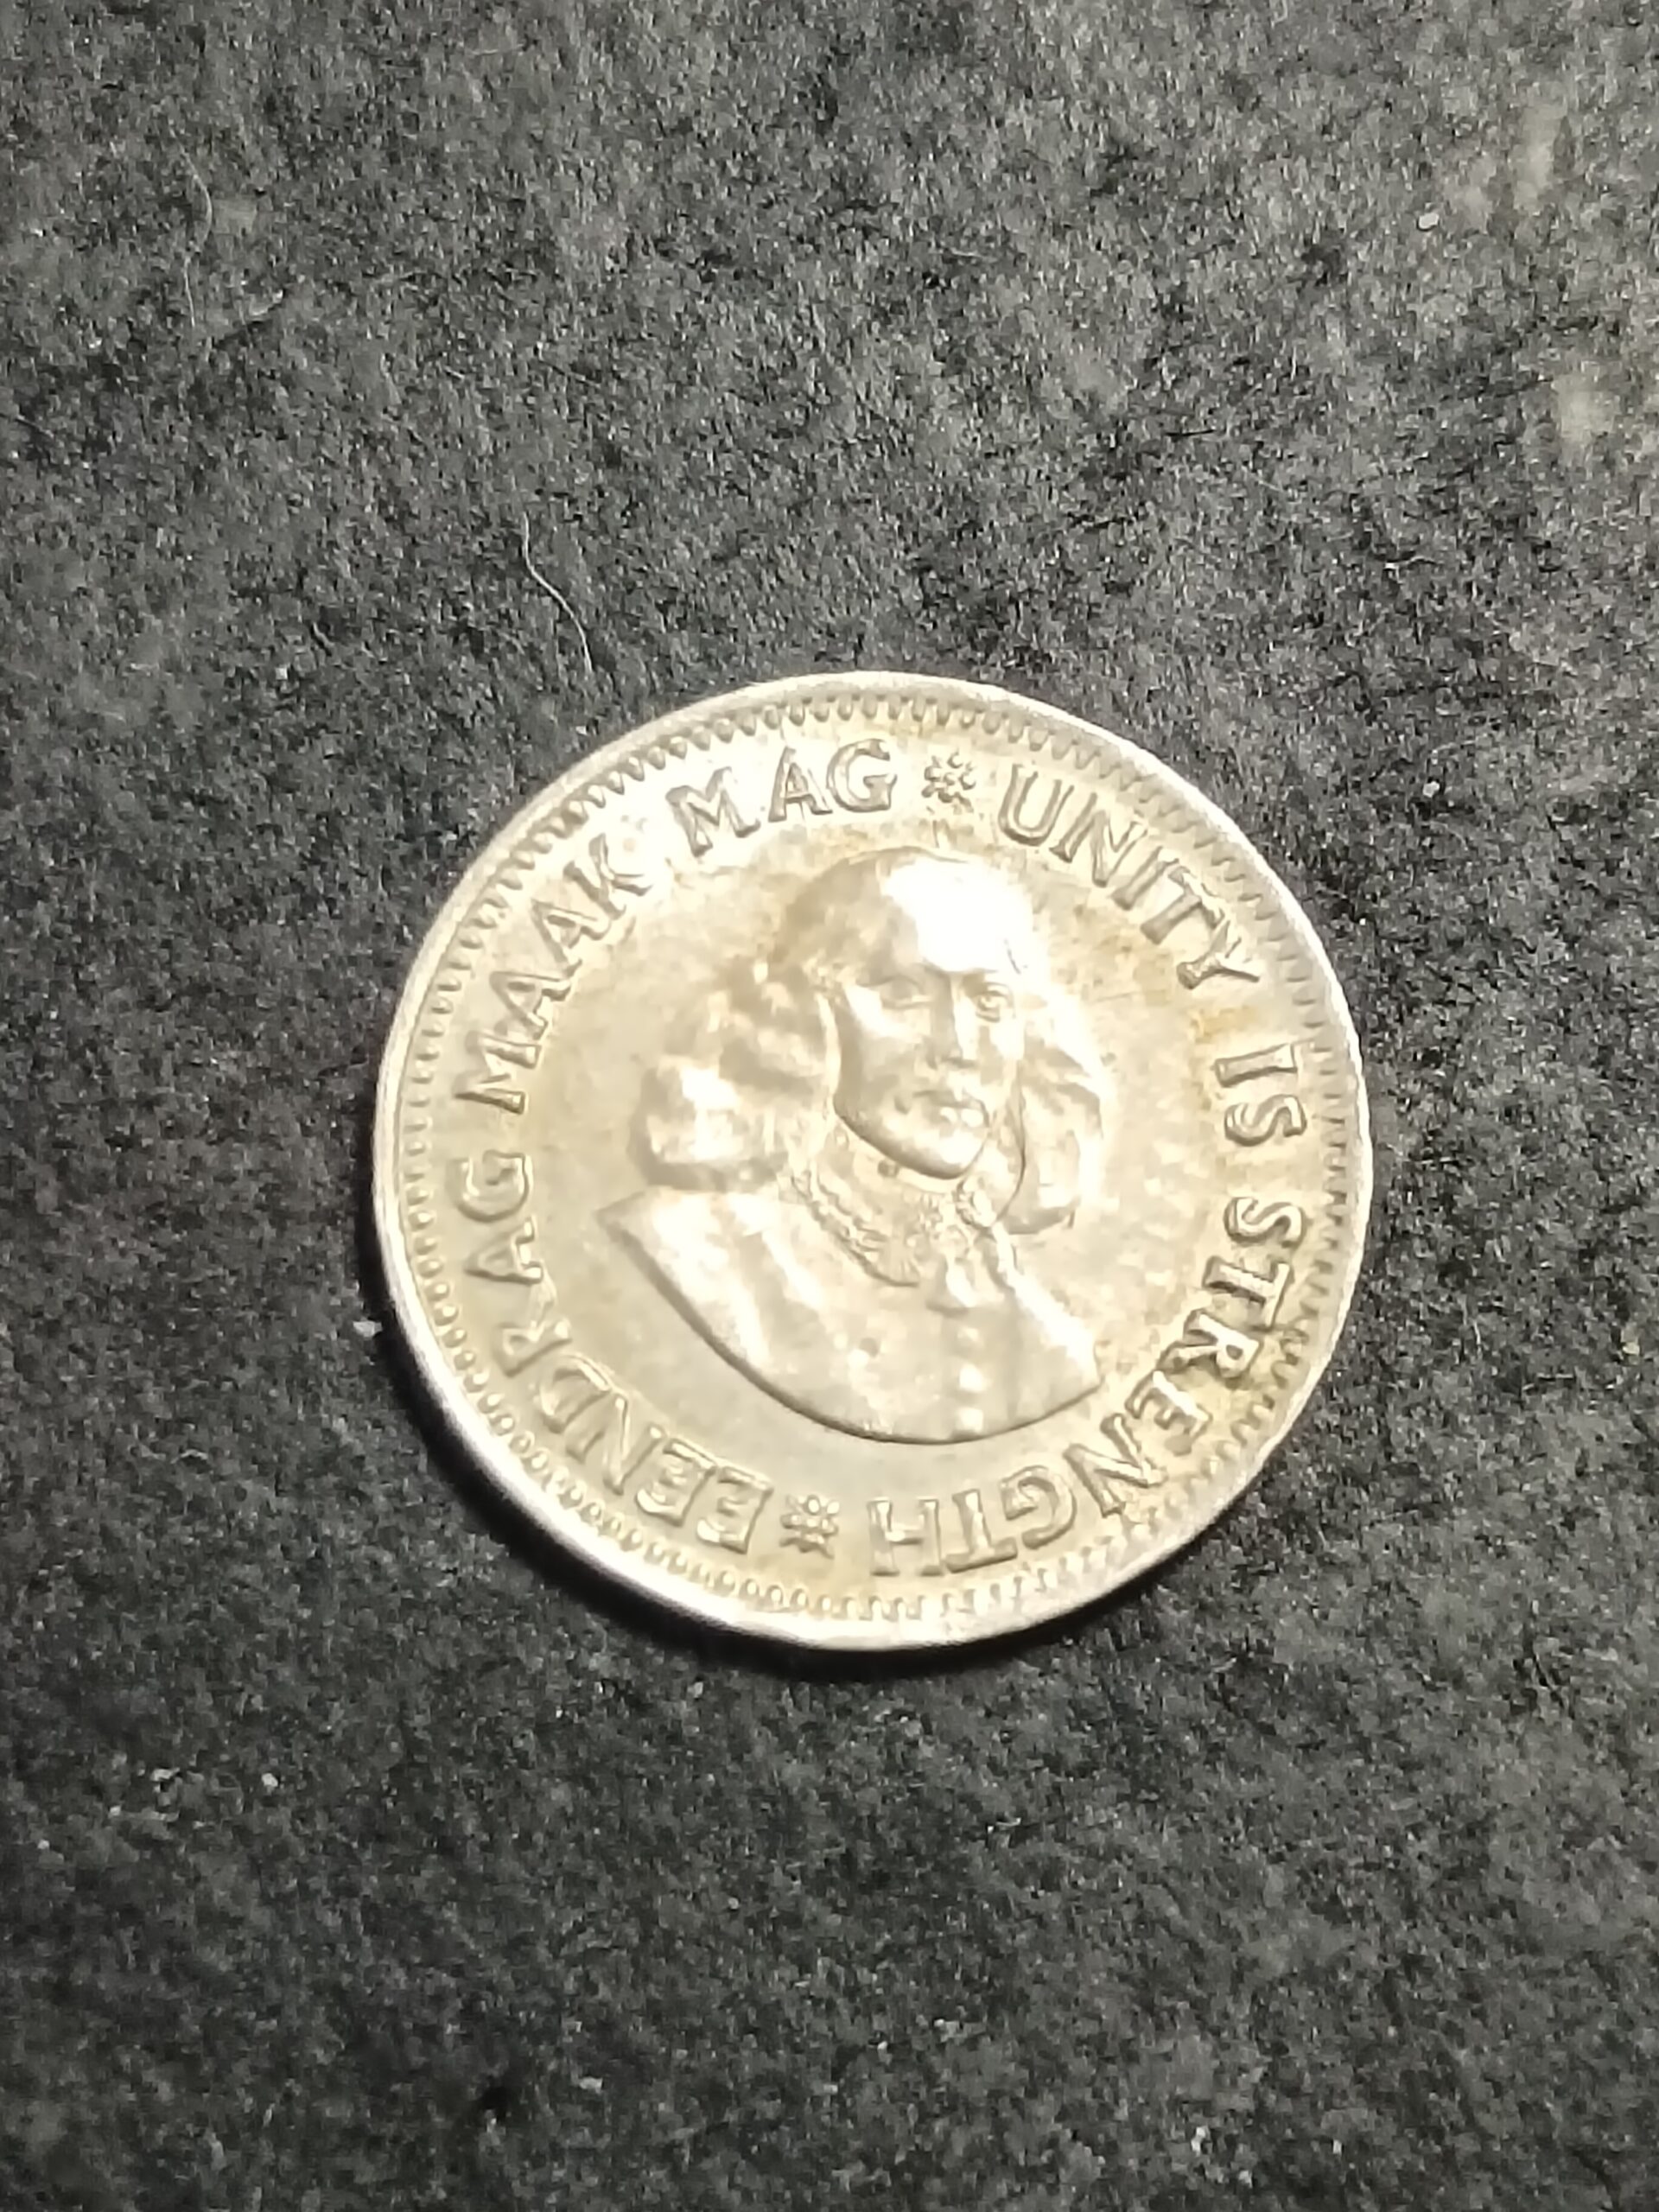 EENDRAG MAAK MAG * UNITY IS STRENGTH *